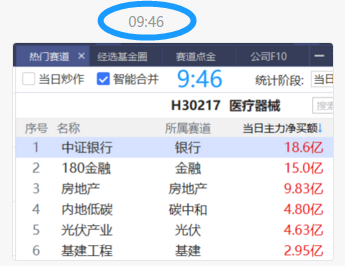 09:46
热门赛道 × 经选基金圈 赛道点金 公司F10 —
当日炒作 智能合并 9:46 统计阶段: 当日
H30217 医疗器械 搜索
序号 名称 所属赛道 当日主力净买额↓
1 中证银行 银行 18.6亿
2 180金融 金融 15.0亿
3 房地产 房地产 9.83亿
4 内地低碳 碳中和 4.80亿
5 光伏产业 光伏 4.63亿
6 基建工程 基建 2.95亿